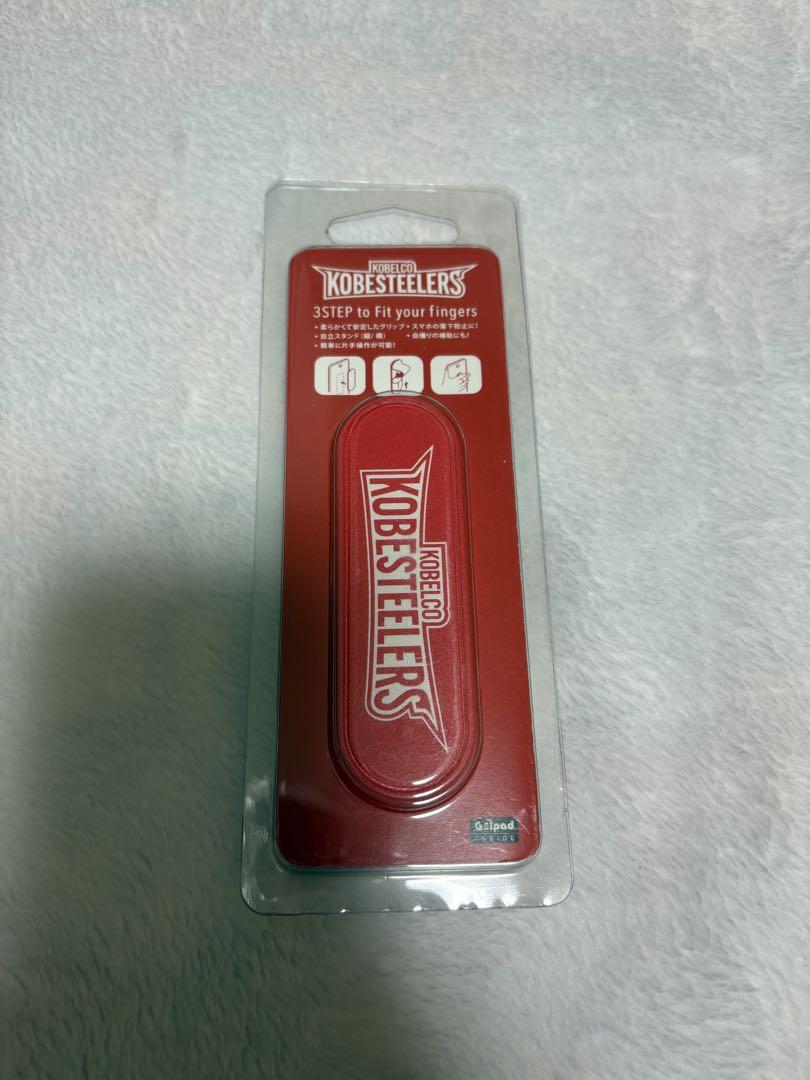 KOBELCO
KOBESTEELERS
3STEP to Fit your fingers
・柔らかくて安定したグリップ・スマホの落下防止に!
・自立スタンド(縦/横) ・自撮りの補助にも!
・簡単に片手操作が可能!
KOBELCO
KOBESTEELERS
Gelpad
INSIDE